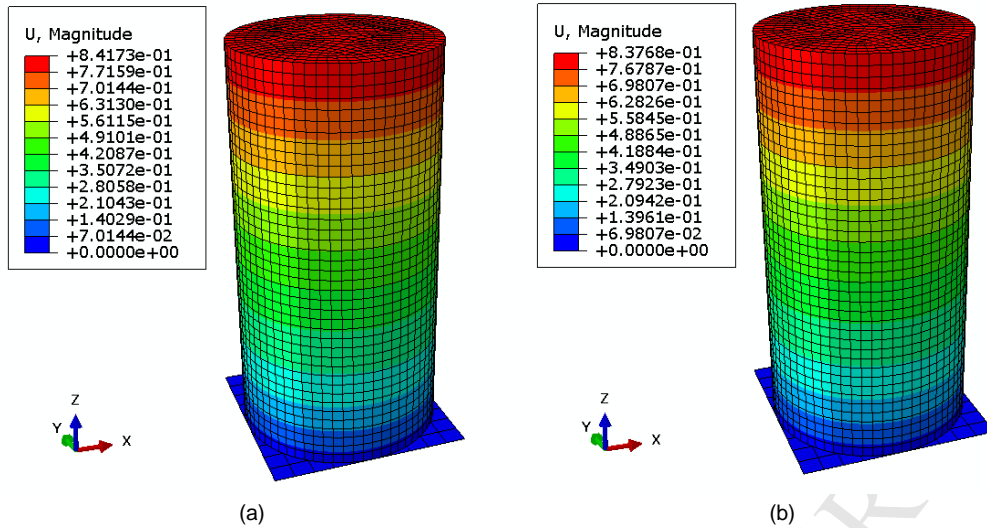 U, Magnitude
+8.4173e-01
+7.7159e-01
+7.0144e-01
+6.3130e-01
+5.6115e-01
+4.9101e-01
+4.2087e-01
+3.5072e-01
+2.8058e-01
+2.1043e-01
+1.4029e-01
+7.0144e-02
+0.0000e+00
Z
Y
X
(a)
U, Magnitude
+8.3768e-01
+7.6787e-01
+6.9807e-01
+6.2826e-01
+5.5845e-01
+4.8865e-01
+4.1884e-01
+3.4903e-01
+2.7923e-01
+2.0942e-01
+1.3961e-01
+6.9807e-02
+0.0000e+00
Z
Y
X
(b)